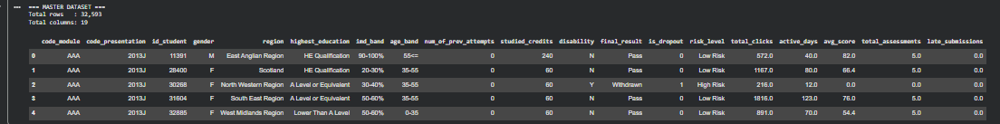 === MASTER DATASET ===
Total rows : 32,593
Total columns: 19
code_module code_presentation id_student gender region highest_education imd_band age_band num_of_prev_attempts studied_credits disability final_result is_dropout risk_level total_clicks active_days avg_score total_assessments late_submissions
0 AAA 2013J 11391 M East Anglian Region HE Qualification 90-100% 55<= 0 240 N Pass 0 Low Risk 572.0 40.0 82.0 5.0 0.0
1 AAA 2013J 28400 F Scotland HE Qualification 20-30% 35-55 0 60 N Pass 0 Low Risk 1167.0 80.0 66.4 5.0 0.0
2 AAA 2013J 30268 F North Western Region A Level or Equivalent 30-40% 35-55 0 60 Y Withdrawn 1 High Risk 216.0 12.0 0.0 0.0 0.0
3 AAA 2013J 31604 F South East Region A Level or Equivalent 50-60% 35-55 0 60 N Pass 0 Low Risk 1816.0 123.0 76.0 5.0 0.0
4 AAA 2013J 32885 F West Midlands Region Lower Than A Level 50-60% 0-35 0 60 N Pass 0 Low Risk 891.0 70.0 54.4 5.0 0.0